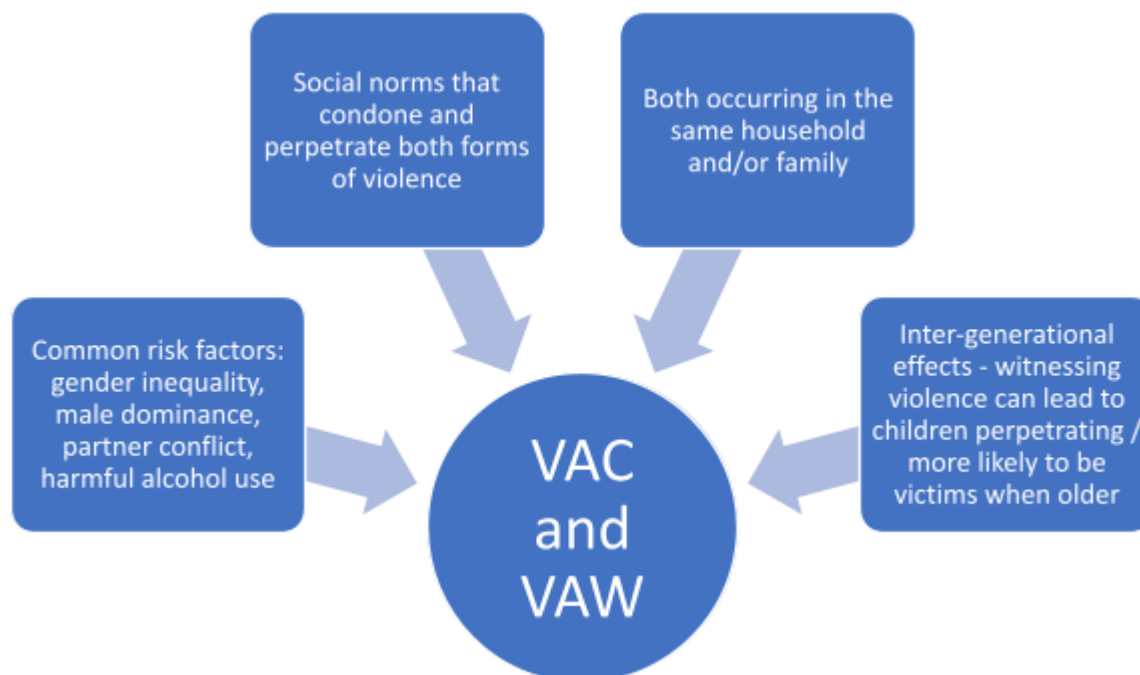 Social norms that
condone and
perpetrate both forms
of violence
Both occurring in the
same household
and/or family
Common risk factors:
gender inequality,
male dominance,
partner conflict,
harmful alcohol use
Inter-generational
effects - witnessing
violence can lead to
children perpetrating /
more likely to be
victims when older
VAC
and
VAW